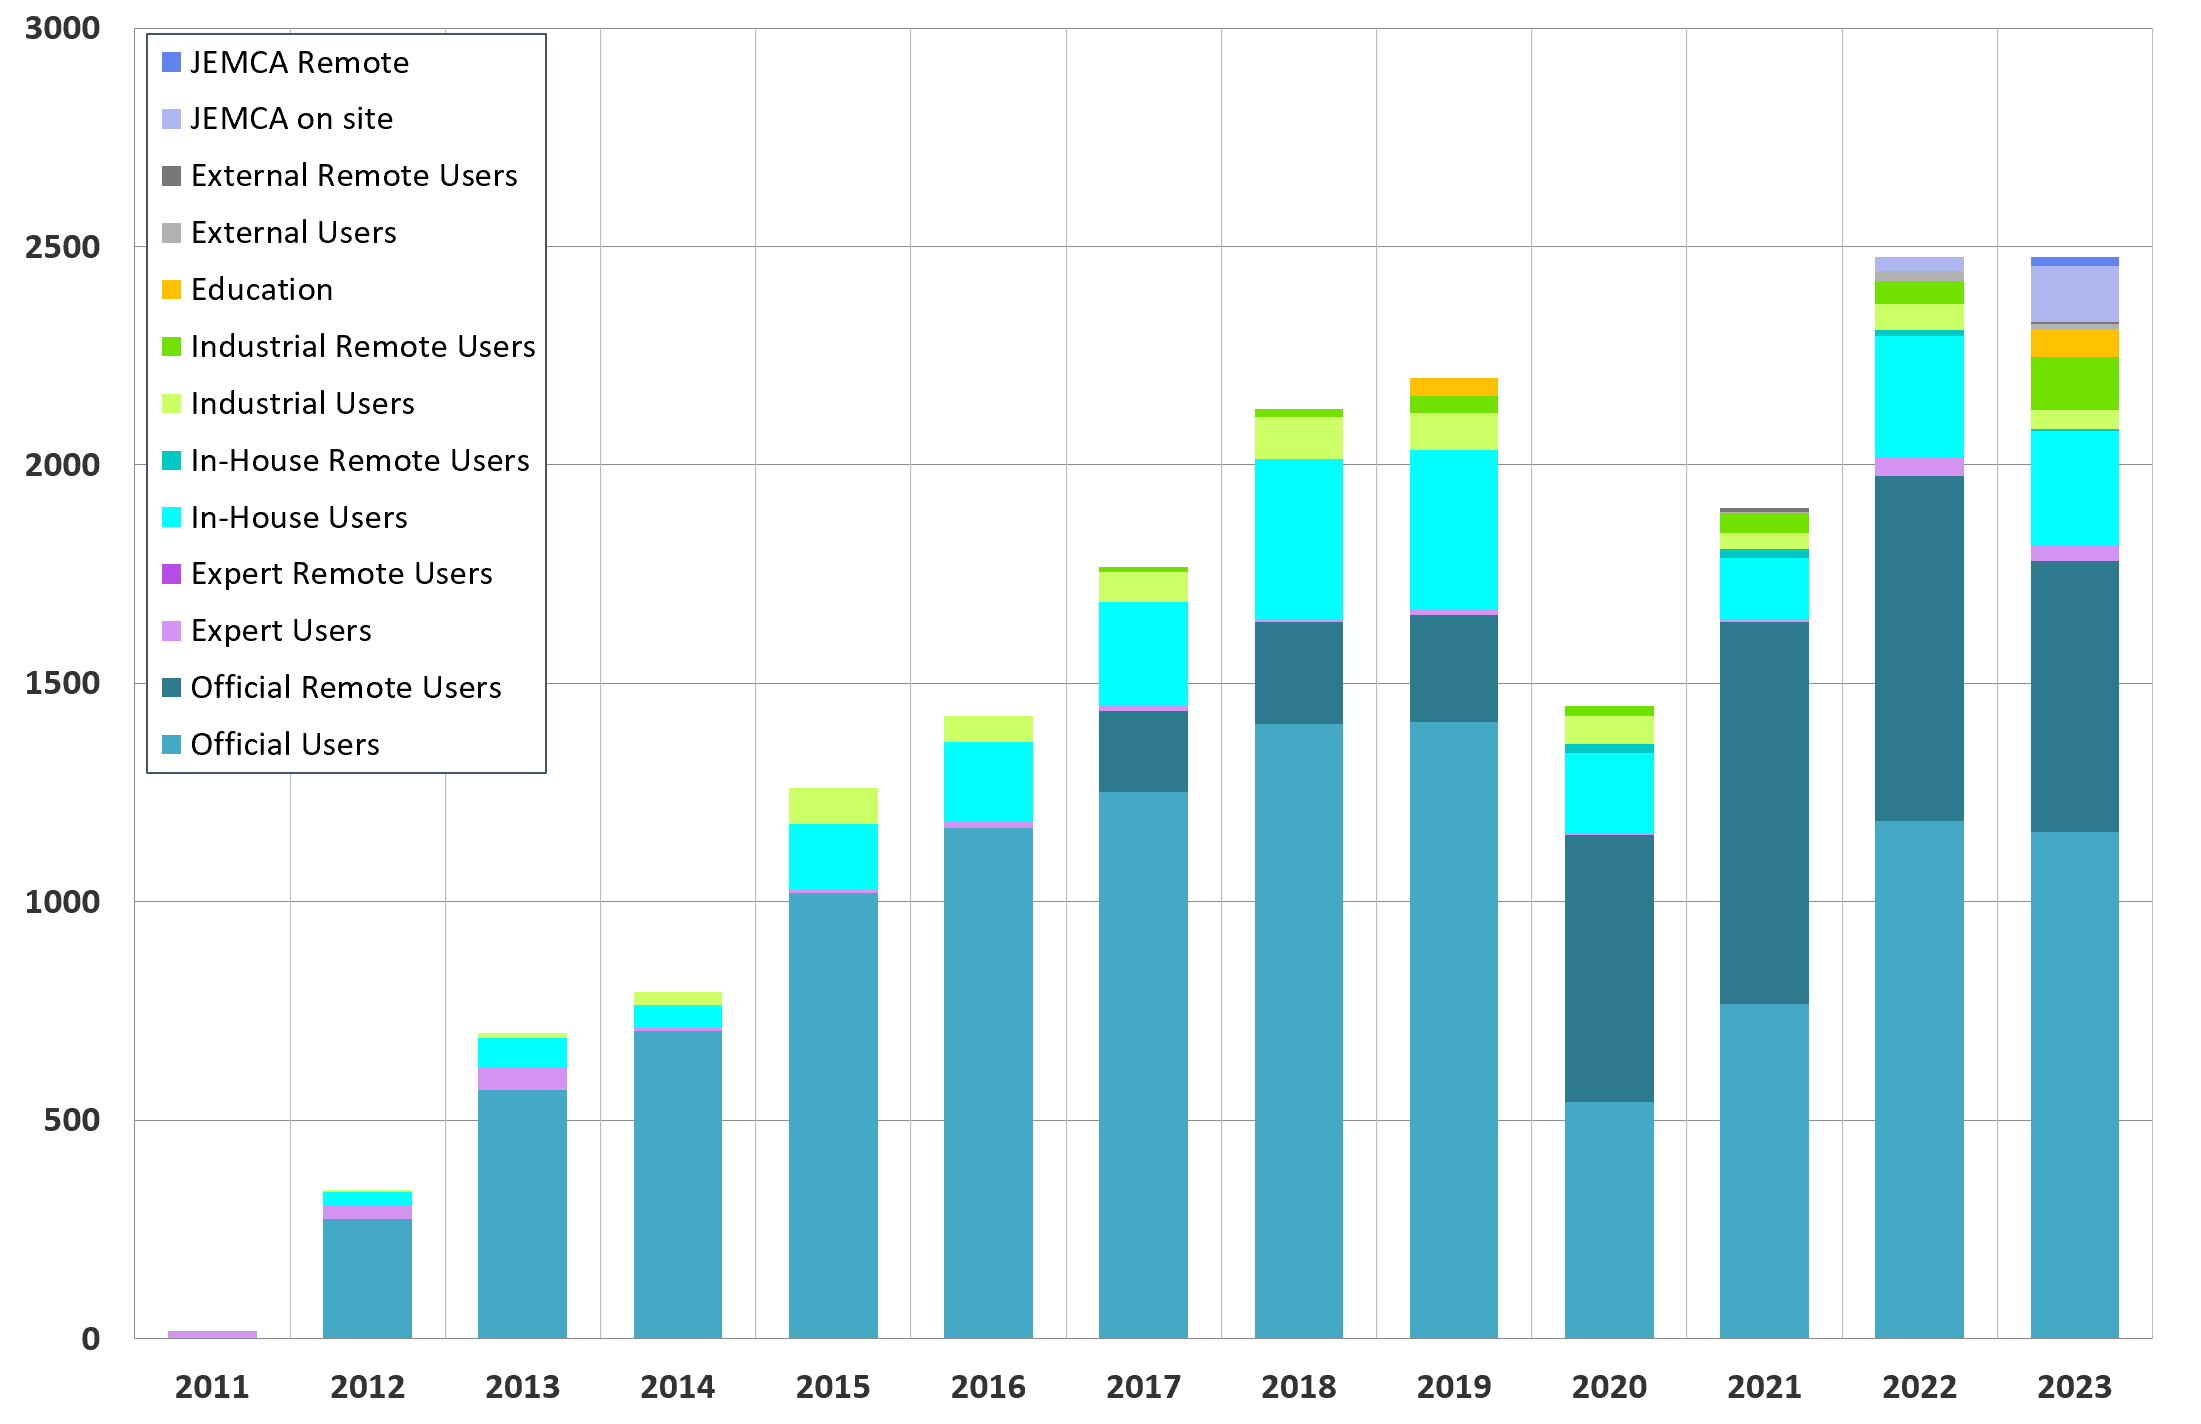 3000
2500
2000
1500
1000
500
0
JEMCA Remote
JEMCA on site
External Remote Users
External Users
Education
Industrial Remote Users
Industrial Users
In-House Remote Users
In-House Users
Expert Remote Users
Expert Users
Official Remote Users
Official Users
2011 2012 2013 2014 2015 2016 2017 2018 2019 2020 2021 2022 2023